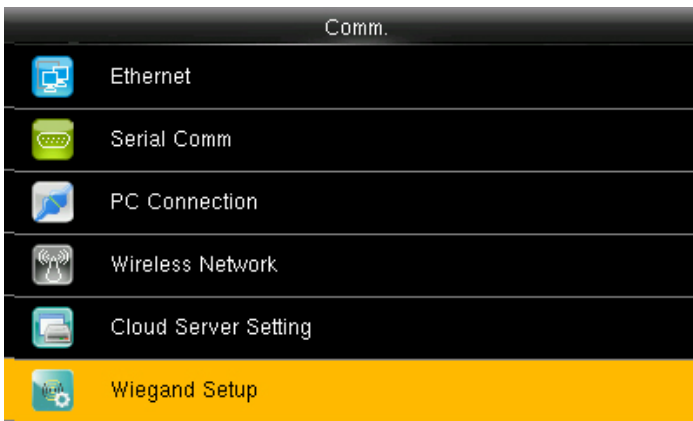 Comm.
Ethernet
Serial Comm
PC Connection
Wireless Network
Cloud Server Setting
Wiegand Setup